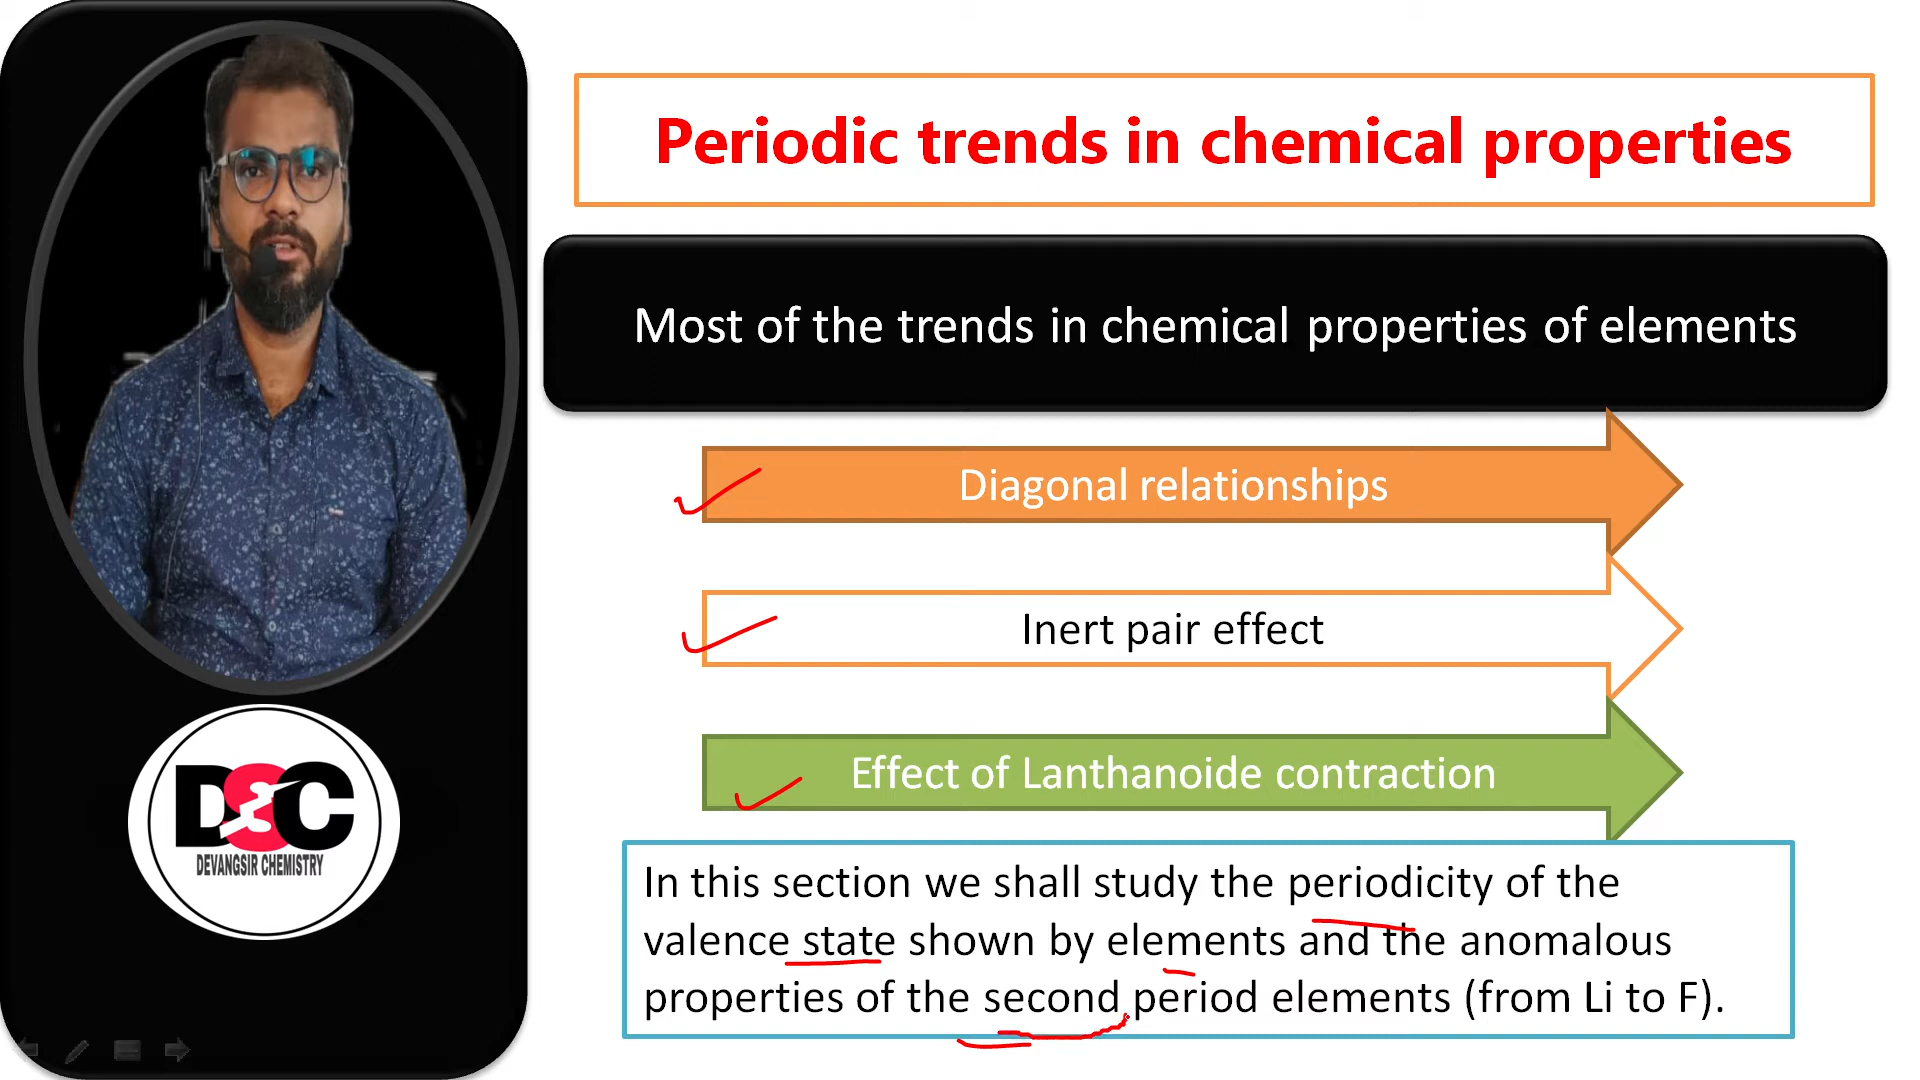 Periodic trends in chemical properties
Most of the trends in chemical properties of elements
Diagonal relationships
Inert pair effect
Effect of Lanthanoide contraction
In this section we shall study the periodicity of the
valence state shown by elements and the anomalous
properties of the second period elements (from Li to F).
DSC
DEVANGSIR CHEMISTRY